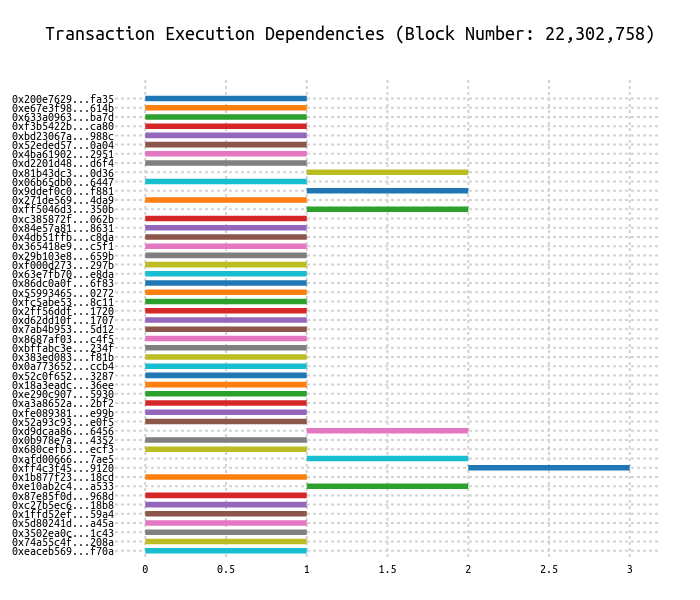 Transaction Execution Dependencies (Block Number: 22,302,758)
0x200e7629...fa35
0xe67e3f98...614b
0x633a0963...ba7d
0xf3b5422b...ca80
0xbd23067a...988c
0x52eded57...0a04
0x4ba61902...2951
0xd2201d48...d6f4
0x81b43dc3...0d36
0x06b65db0...6447
0x9ddef0c0...f881
0x271de569...4da9
0xff5046d3...350b
0xc385872f...062b
0x84e57a81...8631
0x4db51ffb...c8da
0x365418e9...c5f1
0x29b103e8...659b
0xf000d273...297b
0x63e7fb70...e8da
0x86dc0a0f...6f83
0x55993465...0272
0xfc5abe53...8c11
0x2ff56ddf...1720
0xd62dd10f...1707
0x7ab4b953...5d12
0x8687af03...c4f5
0xbffabc3e...234f
0x383ed083...f81b
0x0a773652...ccb4
0x52c0f652...3287
0x18a3eadc...36ee
0xe290c907...5930
0xa3a8652a...2bf2
0xfe089381...e99b
0x52a93c93...e0f5
0xd9dcaa86...6456
0x0b978e7a...4352
0x680cefb3...ecf3
0xafd00666...7ae5
0xff4c3f45...9120
0x1b877f23...18cd
0xe10ab2c4...a533
0x87e85f0d...968d
0xc27b5ec6...18b8
0x1ffd52ef...59a4
0x5d80241d...a45a
0x3502ea0c...1c43
0x74a55c4f...208a
0xeaceb569...f70a
0 0.5 1 1.5 2 2.5 3